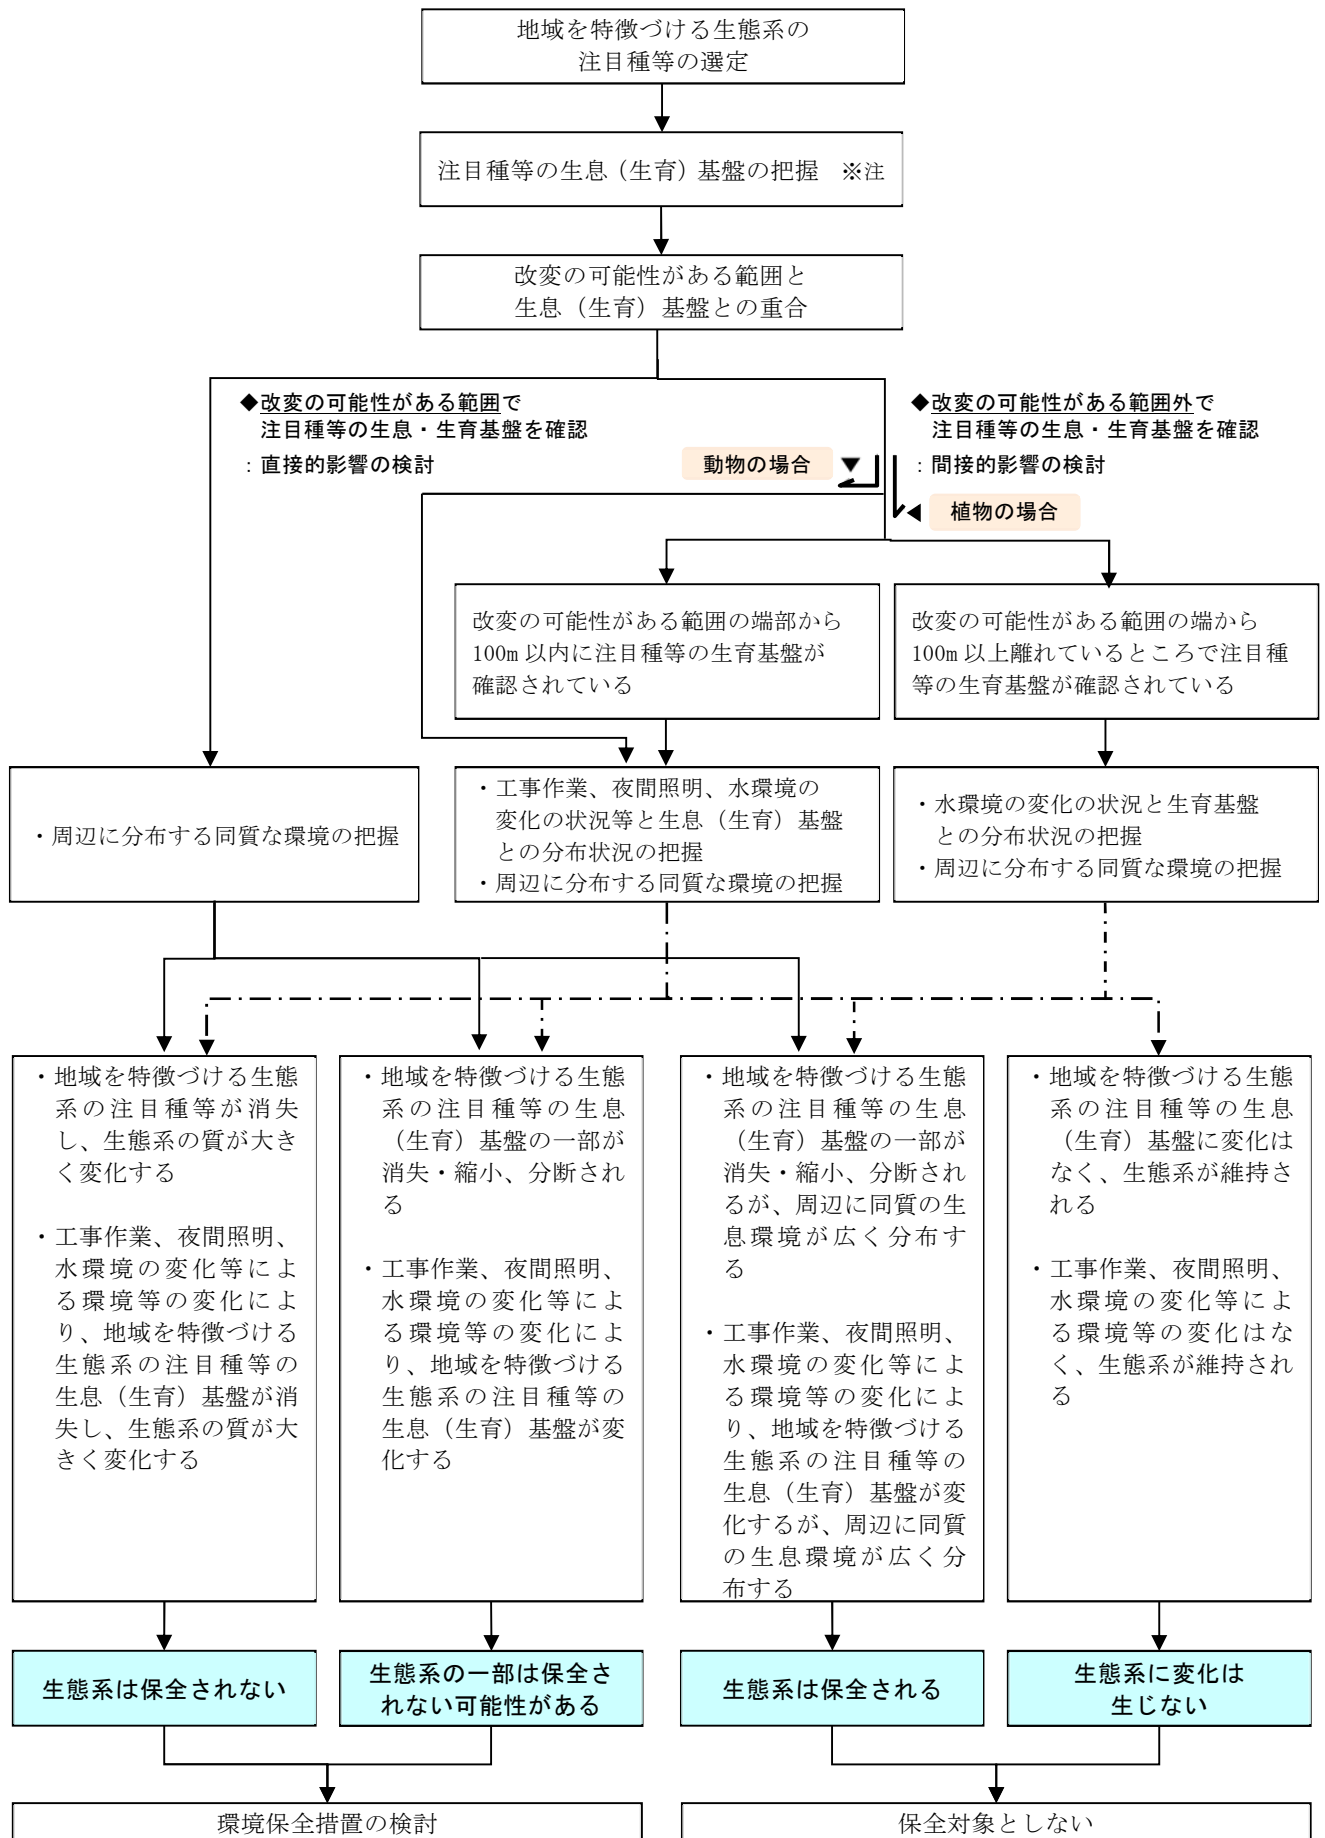 地域を特徴づける生態系の
注目種等の選定
注目種等の生息（生育）基盤の把握　※注
改変の可能性がある範囲と
生息（生育）基盤との重合
◆改変の可能性がある範囲で
注目種等の生息・生育基盤を確認
：直接的影響の検討
動物の場合
◆改変の可能性がある範囲外で
注目種等の生息・生育基盤を確認
：間接的影響の検討
植物の場合
改変の可能性がある範囲の端部から
100m 以内に注目種等の生育基盤が
確認されている
改変の可能性がある範囲の端から
100m 以上離れているところで注目種
等の生育基盤が確認されている
・周辺に分布する同質な環境の把握
・工事作業、夜間照明、水環境の
変化の状況等と生息（生育）基盤
との分布状況の把握
・周辺に分布する同質な環境の把握
・水環境の変化の状況と生育基盤
との分布状況の把握
・周辺に分布する同質な環境の把握
・地域を特徴づける生態
系の注目種等が消失
し、生態系の質が大き
く変化する
・工事作業、夜間照明、
水環境の変化等によ
る環境等の変化によ
り、地域を特徴づける
生態系の注目種等の
生息（生育）基盤が消
失し、生態系の質が大
きく変化する
・地域を特徴づける生態
系の注目種等の生息
（生育）基盤の一部が
消失・縮小、分断され
る
・工事作業、夜間照明、
水環境の変化等によ
る環境等の変化によ
り、地域を特徴づける
生態系の注目種等の
生息（生育）基盤が変
化する
・地域を特徴づける生態
系の注目種等の生息
（生育）基盤の一部が
消失・縮小、分断され
るが、周辺に同質の生
息環境が広く分布す
る
・工事作業、夜間照明、
水環境の変化等によ
る環境等の変化によ
り、地域を特徴づける
生態系の注目種等の
生息（生育）基盤が変
化するが、周辺に同質
の生息環境が広く分
布する
・地域を特徴づける生態
系の注目種等の生息
（生育）基盤に変化は
なく、生態系が維持さ
れる
・工事作業、夜間照明、
水環境の変化等によ
る環境等の変化はな
く、生態系が維持され
る
生態系は保全されない
生態系の一部は保全さ
れない可能性がある
生態系は保全される
生態系に変化は
生じない
環境保全措置の検討
保全対象としない